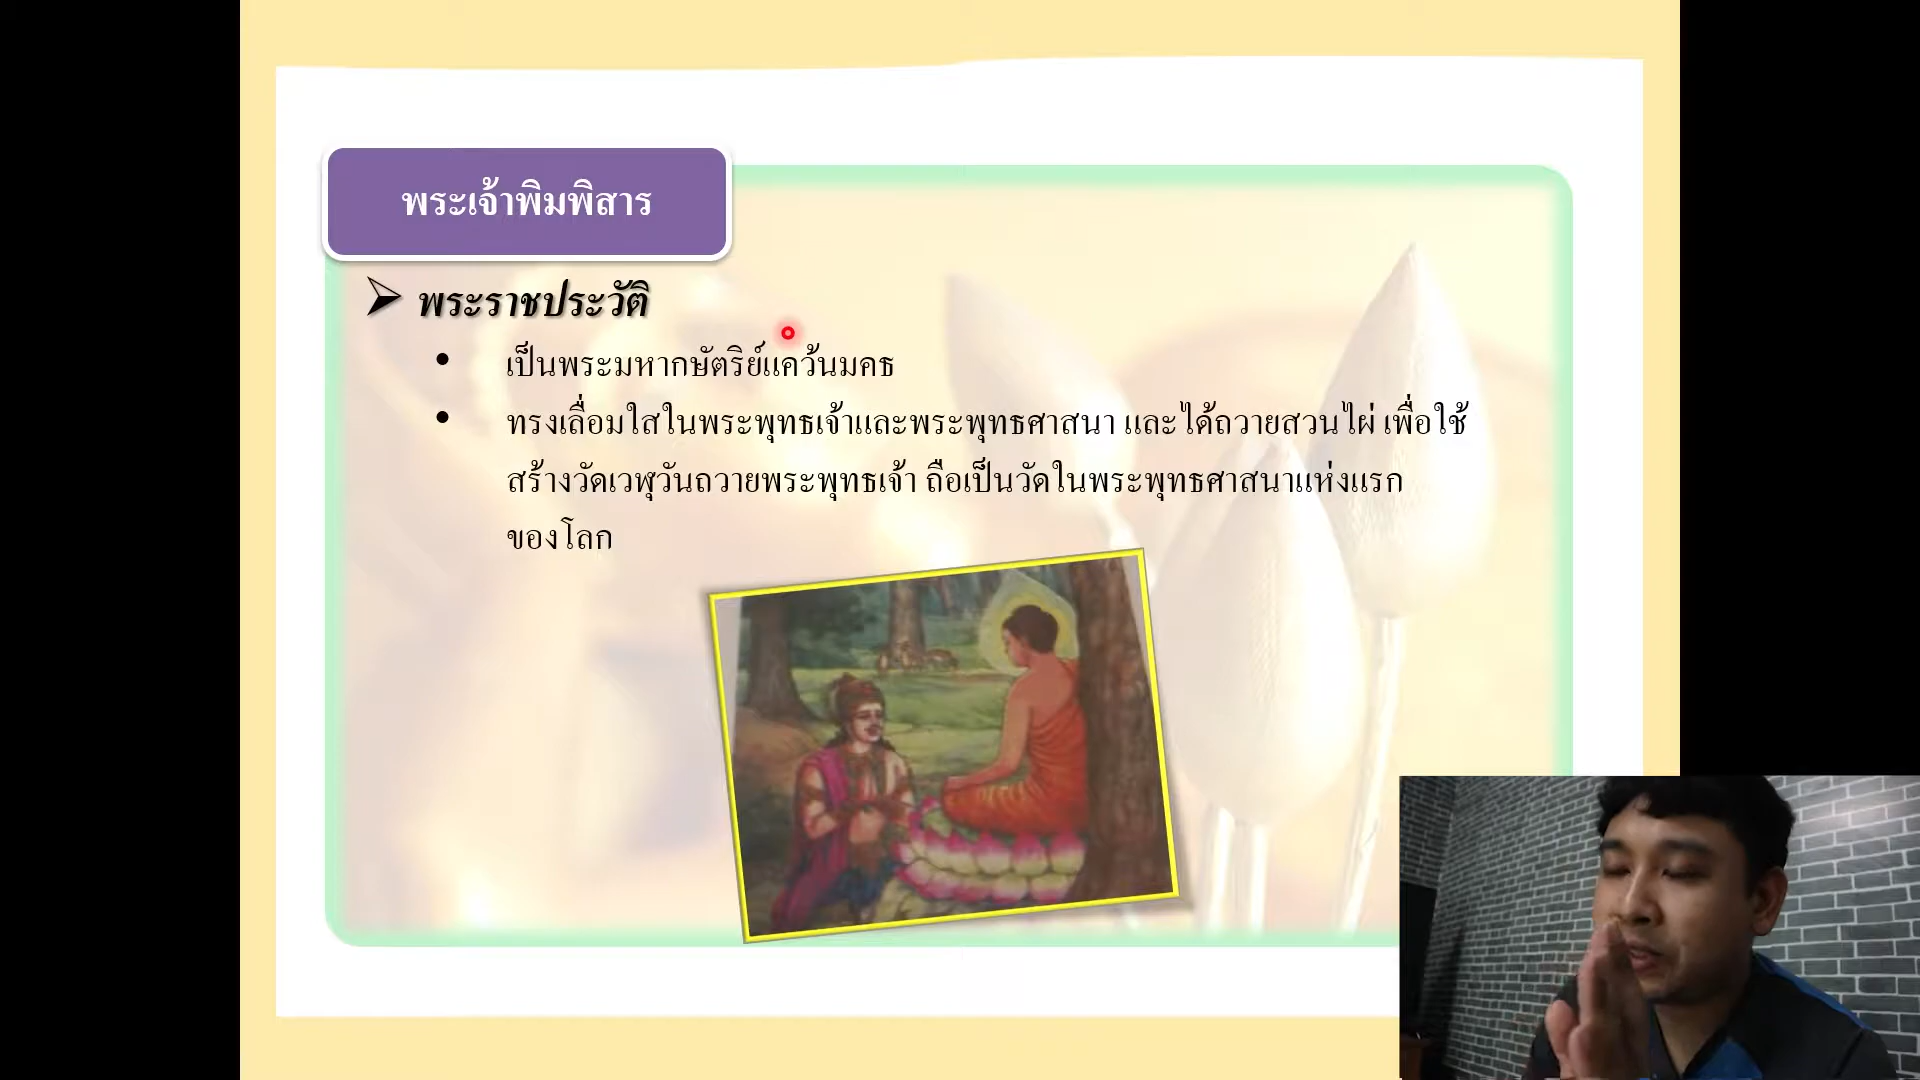 พระเจ้าพิมพิสาร
พระราชประวัติ
• เป็นพระมหากษัตริย์แคว้นมคธ
• ทรงเลื่อมใสในพระพุทธเจ้าและพระพุทธศาสนา และได้ถวายสวนไผ่ เพื่อใช้
สร้างวัดเวฬุวันถวายพระพุทธเจ้า ถือเป็นวัดในพระพุทธศาสนาแห่งแรก
ของโลก